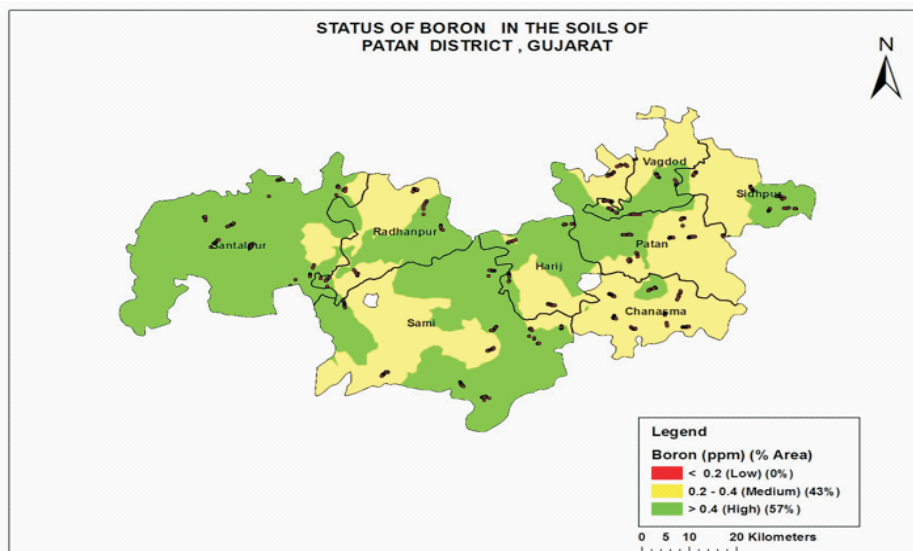 STATUS OF BORON IN THE SOILS OF
PATAN DISTRICT , GUJARAT
N
Vagdod
Sidhpur
Santalpur
Radhanpur
Patan
Harij
Chanasma
Sami
Legend
Boron (ppm) (% Area)
< 0.2 (Low) (0%)
0.2 - 0.4 (Medium) (43%)
> 0.4 (High) (57%)
0 5 10 20 Kilometers